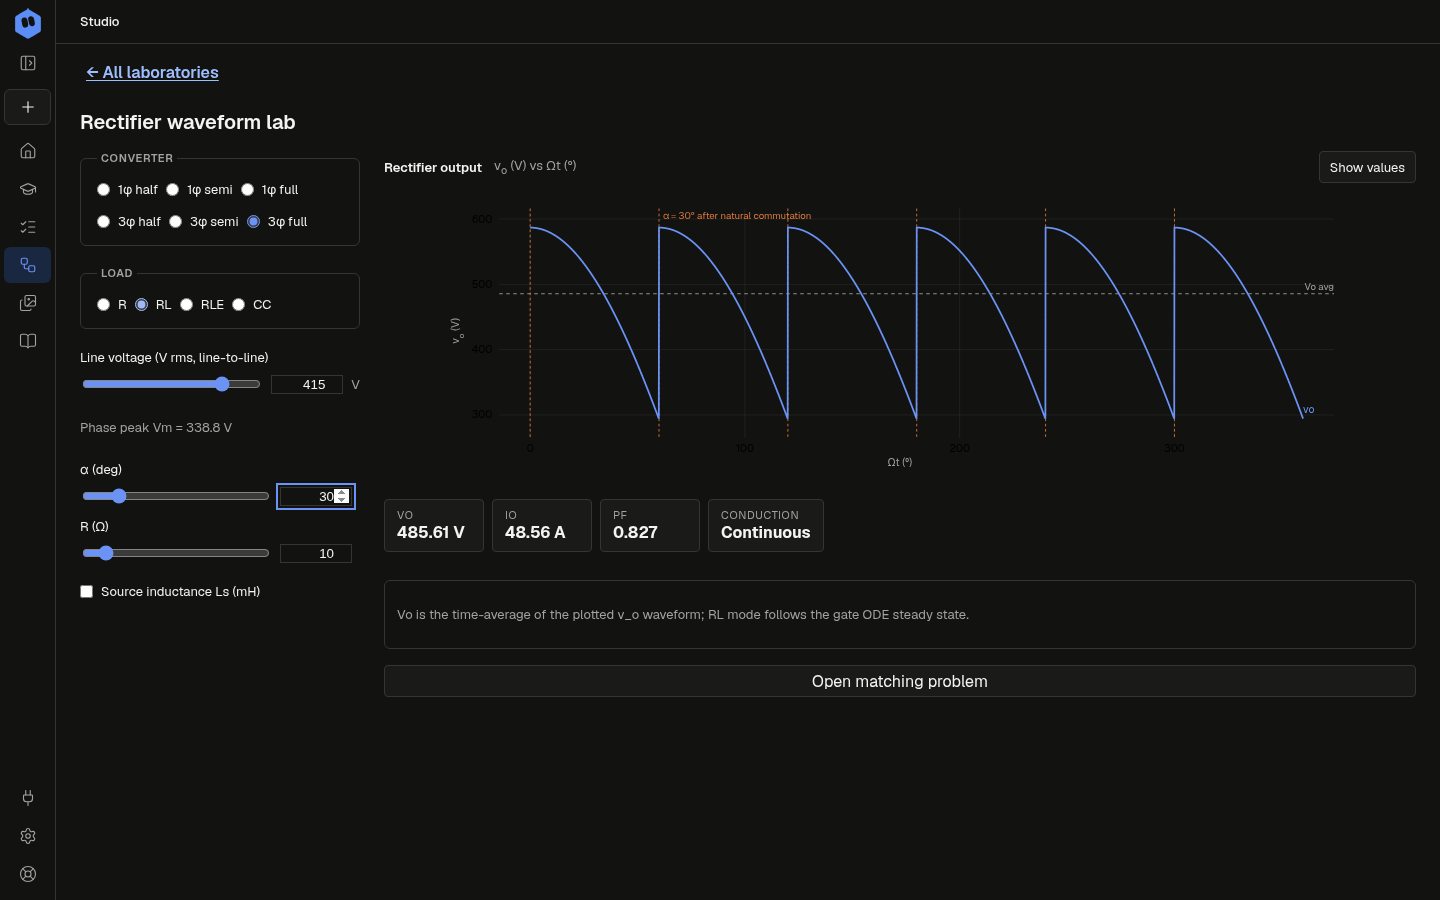 Studio
← All laboratories
Rectifier waveform lab
CONVERTER
1φ half 1φ semi 1φ full
3φ half 3φ semi 3φ full
LOAD
R RL RLE CC
Line voltage (V rms, line-to-line)
415 V
Phase peak Vm = 338.8 V
α (deg)
30
R (Ω)
10
Source inductance Ls (mH)
Rectifier output vo (V) vs Ωt (°)
Show values
α = 30° after natural commutation
600
500
400
300
vo (V)
Vo avg
vo
0 100 200 300
Ωt (°)
VO
485.61 V
IO
48.56 A
PF
0.827
CONDUCTION
Continuous
Vo is the time-average of the plotted v_o waveform; RL mode follows the gate ODE steady state.
Open matching problem